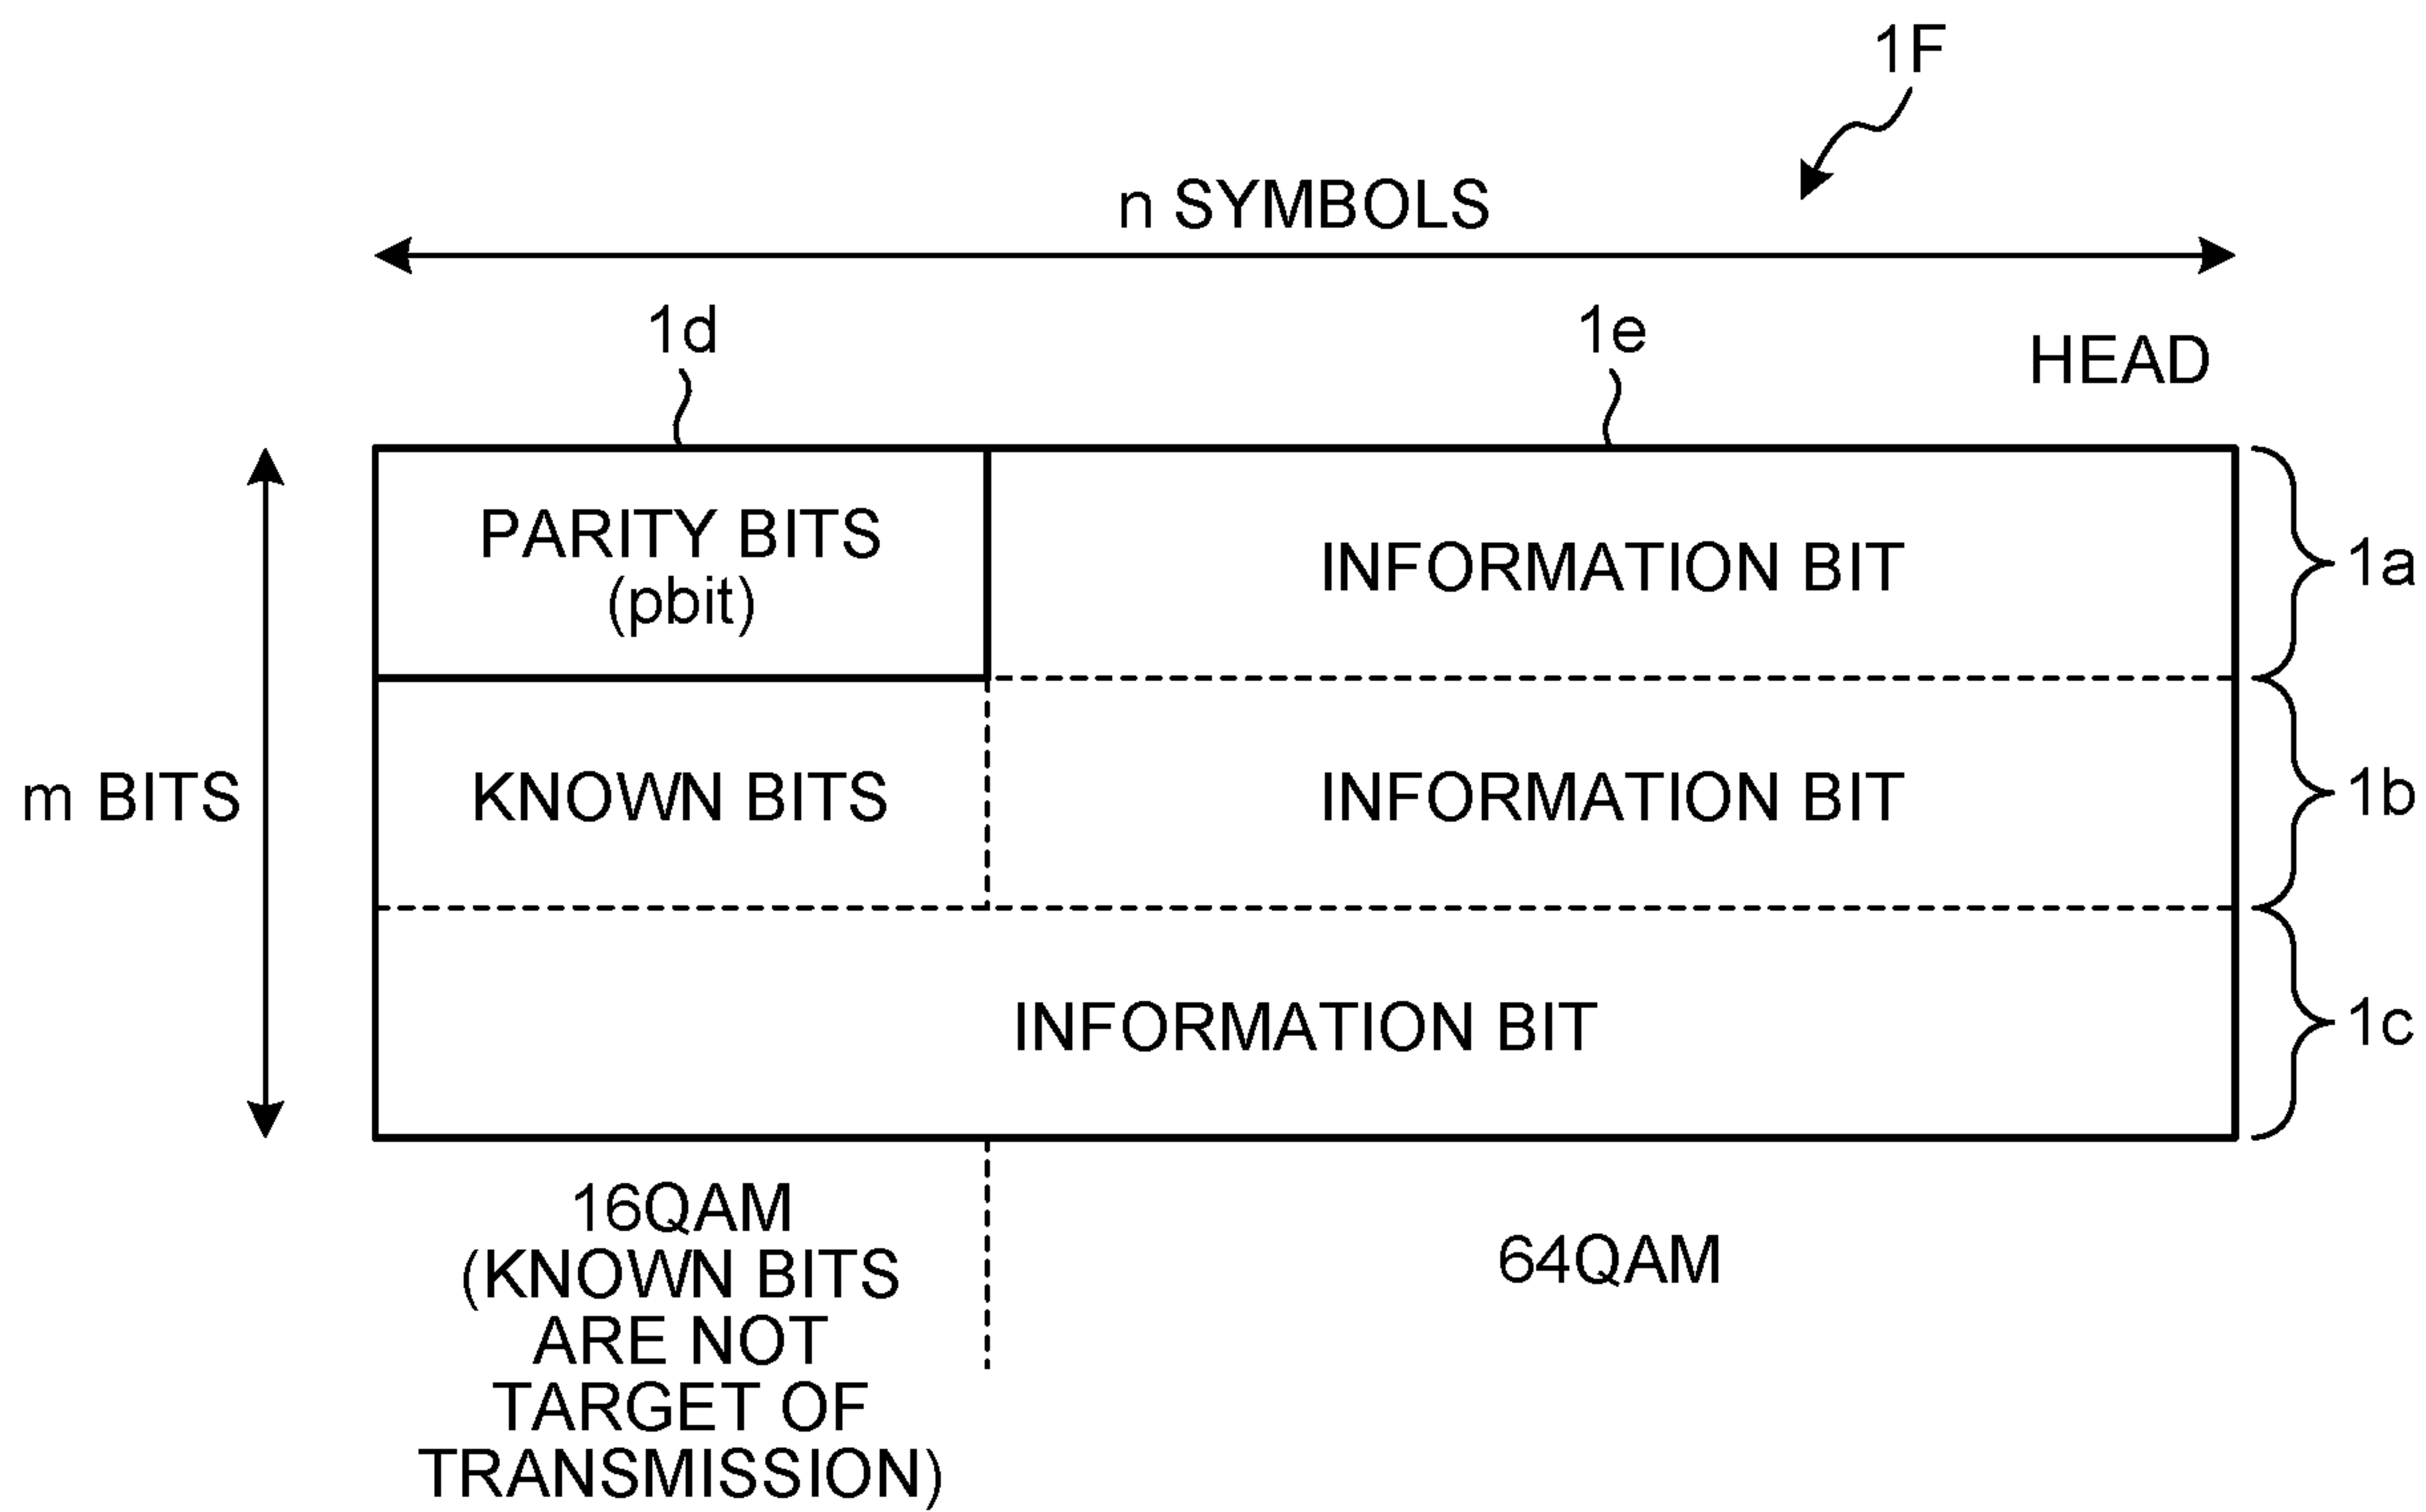 1F
n SYMBOLS
1d
1e
HEAD
PARITY BITS
(pbit)
INFORMATION BIT
1a
m BITS
KNOWN BITS
INFORMATION BIT
1b
INFORMATION BIT
1c
16QAM
(KNOWN BITS
ARE NOT
TARGET OF
TRANSMISSION)
64QAM